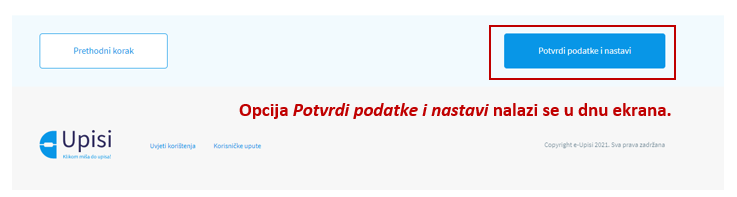 Prethodni korak
Potvrdi podatke i nastavi
Opcija Potvrdi podatke i nastavi nalazi se u dnu ekrana.
Upisi
Klikom miša do upisa!
Uvjeti korištenja
Korisničke upute
Copyright e-Upisi 2021. Sva prava zadržana